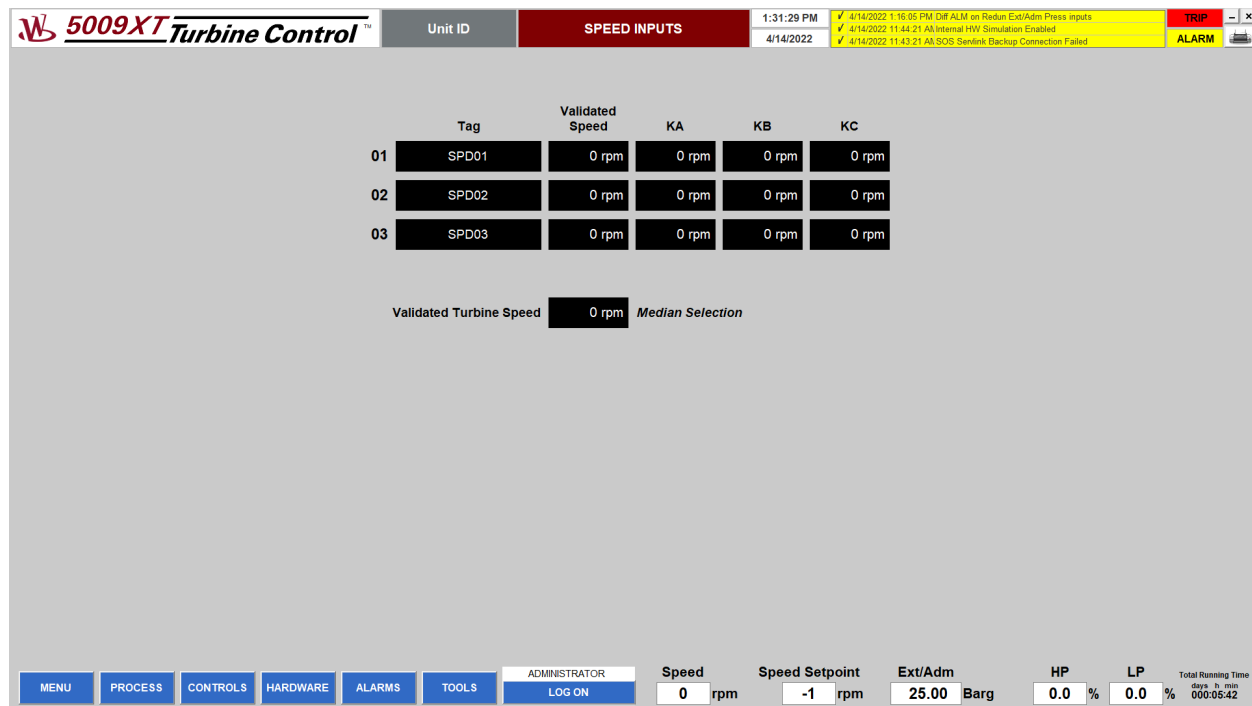 5009XT Turbine Control ™
Unit ID
SPEED INPUTS
1:31:29 PM
4/14/2022
✓ 4/14/2022 1:16:05 PM Diff ALM on Redun Ext/Adm Press inputs
✓ 4/14/2022 11:44:21 AM Internal HW Simulation Enabled
✓ 4/14/2022 11:43:21 AM SOS Servlink Backup Connection Failed
TRIP
ALARM
Validated
Tag Speed KA KB KC
01 SPD01 0 rpm 0 rpm 0 rpm 0 rpm
02 SPD02 0 rpm 0 rpm 0 rpm 0 rpm
03 SPD03 0 rpm 0 rpm 0 rpm 0 rpm
Validated Turbine Speed 0 rpm Median Selection
MENU PROCESS CONTROLS HARDWARE ALARMS TOOLS
ADMINISTRATOR
LOG ON
Speed Speed Setpoint Ext/Adm HP LP
0 rpm -1 rpm 25.00 Barg 0.0 % 0.0 %
Total Running Time
days h min
000:05:42